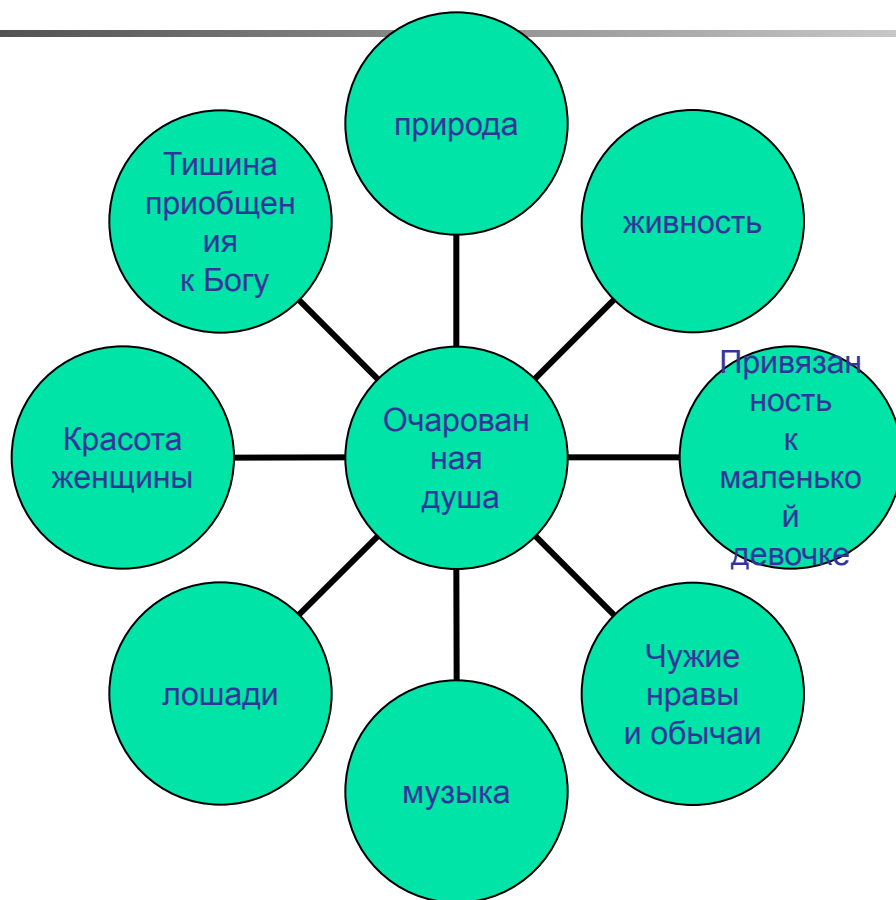 природа
Тишина
приобщен
ия
к Богу
живность
Привязан
ность
к
маленько
й
девочке
Красота
женщины
Очарован
ная
душа
лошади
Чужие
нравы
и обычаи
музыка